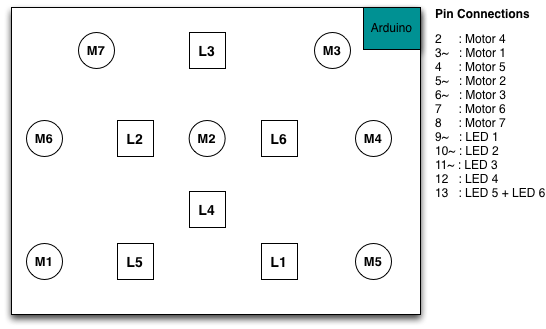 Pin Connections
Arduino
M7
L3
M3
2 : Motor 4
3~ : Motor 1
4 : Motor 5
5~ : Motor 2
6~ : Motor 3
7 : Motor 6
8 : Motor 7
9~ : LED 1
10~ : LED 2
11~ : LED 3
12 : LED 4
13 : LED 5 + LED 6
M6
L2
M2
L6
M4
L4
M1
L5
L1
M5